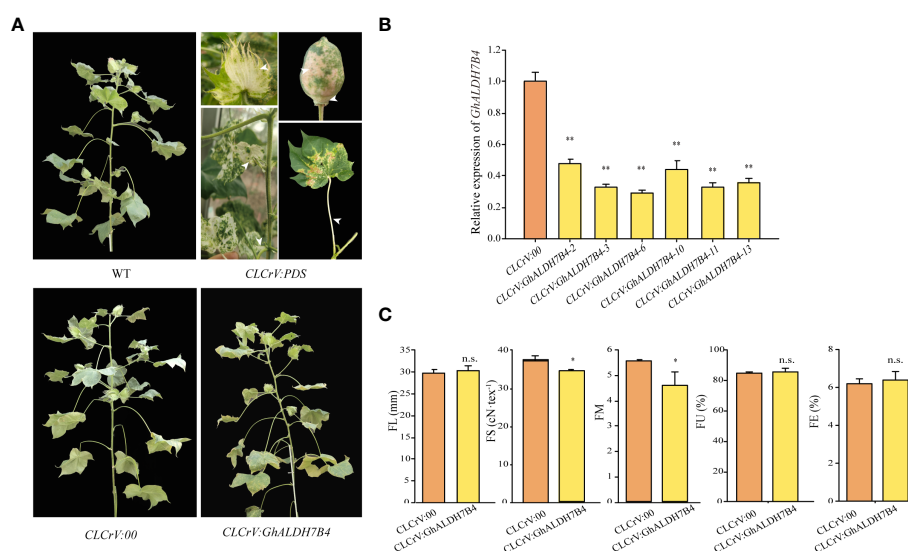 A
WT
CLCrV:PDS
CLCrV:00
CLCrV:GhALDH7B4
B
Relative expression of GhALDH7B4
1.2
1.0
0.8
0.6
0.4
0.2
0.0
**
**
**
**
**
**
CLCrV:00
CLCrV:GhALDH7B4-2
CLCrV:GhALDH7B4-3
CLCrV:GhALDH7B4-6
CLCrV:GhALDH7B4-10
CLCrV:GhALDH7B4-11
CLCrV:GhALDH7B4-13
C
FL (mm)
35
30
25
20
15
10
5
0
n.s.
CLCrV:00
CLCrV:GhALDH7B4
FS (cN·tex⁻¹)
40
30
20
10
0
*
CLCrV:00
CLCrV:GhALDH7B4
FM
6
5
4
3
2
1
0
*
CLCrV:00
CLCrV:GhALDH7B4
FU (%)
100
80
60
40
20
0
n.s.
CLCrV:00
CLCrV:GhALDH7B4
FE (%)
8
6
4
2
0
n.s.
CLCrV:00
CLCrV:GhALDH7B4